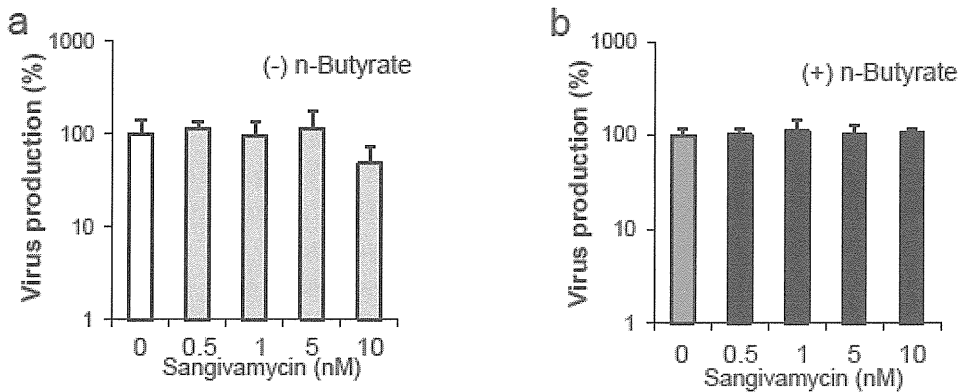 a
1000
100
10
1
Virus production (%)
(-) n-Butyrate
0 0.5 1 5 10
Sangivamycin (nM)
b
1000
100
10
1
Virus production (%)
(+) n-Butyrate
0 0.5 1 5 10
Sangivamycin (nM)